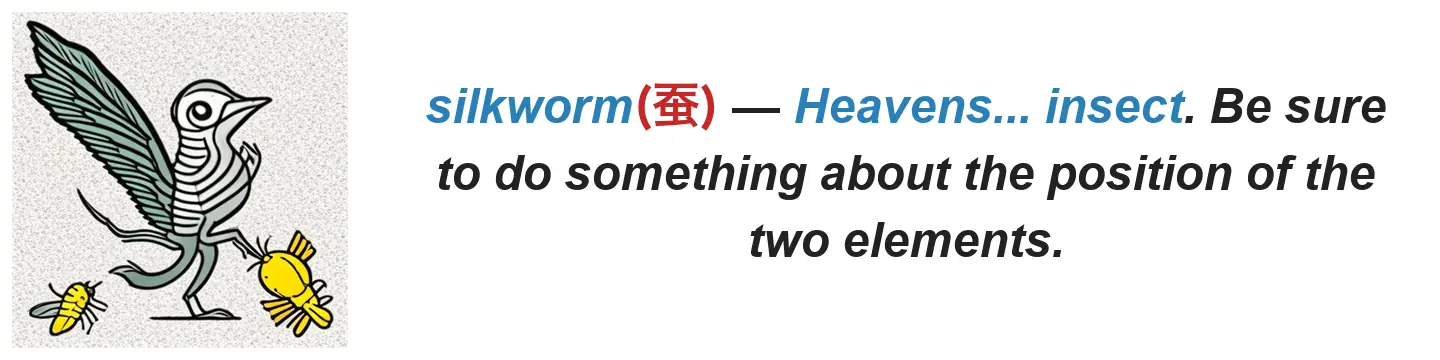 silkworm(蚕) — Heavens... insect. Be sure
to do something about the position of the
two elements.